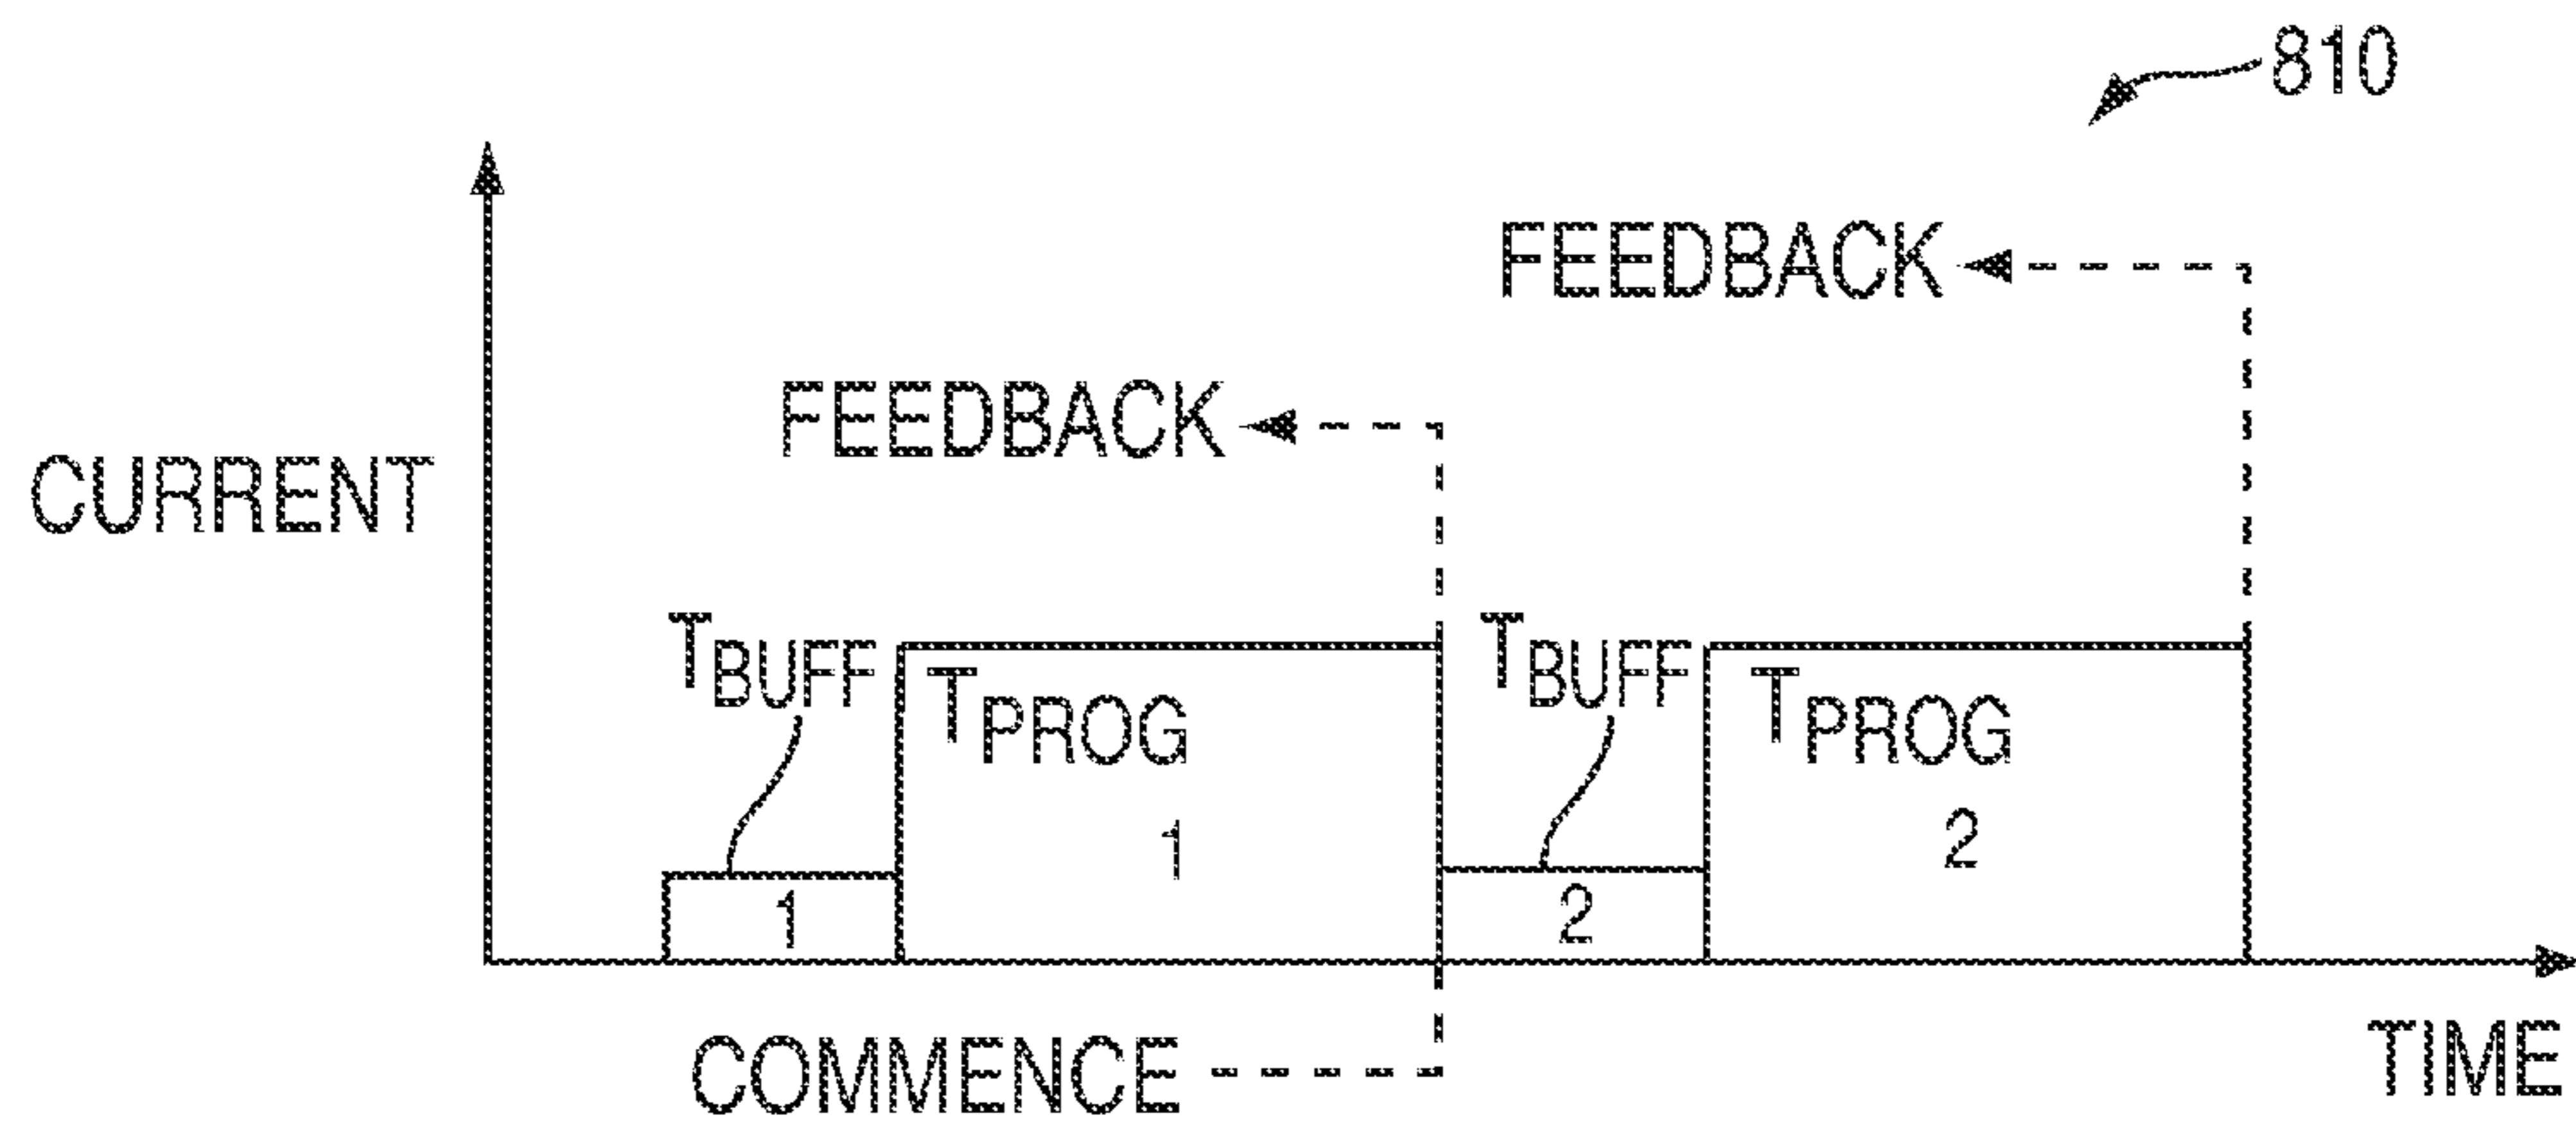 810
FEEDBACK
FEEDBACK
CURRENT
TBUFF
TPROG
TBUFF
TPROG
1
2
1
2
COMMENCE
TIME